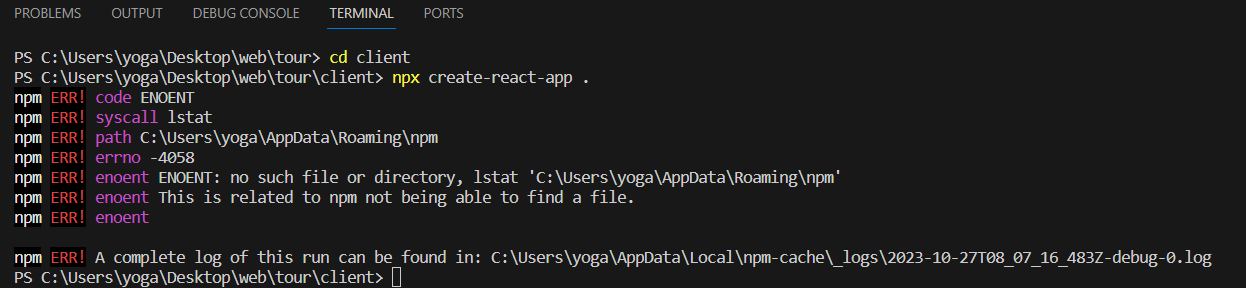 PROBLEMS OUTPUT DEBUG CONSOLE TERMINAL PORTS
PS C:\Users\yoga\Desktop\web\tour> cd client
PS C:\Users\yoga\Desktop\web\tour\client> npx create-react-app .
npm ERR! code ENOENT
npm ERR! syscall lstat
npm ERR! path C:\Users\yoga\AppData\Roaming\npm
npm ERR! errno -4058
npm ERR! enoent ENOENT: no such file or directory, lstat 'C:\Users\yoga\AppData\Roaming\npm'
npm ERR! enoent This is related to npm not being able to find a file.
npm ERR! enoent
npm ERR! A complete log of this run can be found in: C:\Users\yoga\AppData\Local\npm-cache\_logs\2023-10-27T08_07_16_483Z-debug-0.log
PS C:\Users\yoga\Desktop\web\tour\client>